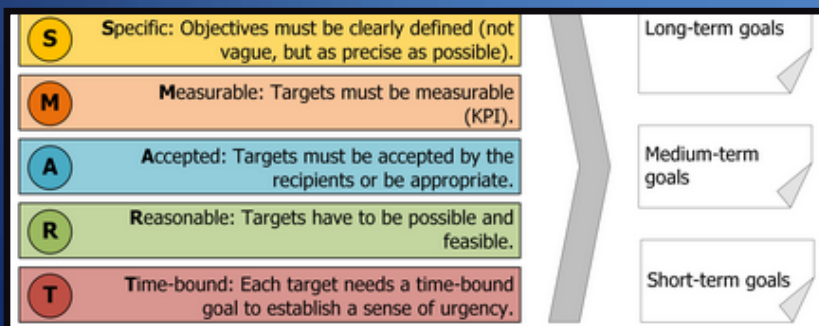 S
Specific: Objectives must be clearly defined (not
vague, but as precise as possible).
M
Measurable: Targets must be measurable
(KPI).
A
Accepted: Targets must be accepted by the
recipients or be appropriate.
R
Reasonable: Targets have to be possible and
feasible.
T
Time-bound: Each target needs a time-bound
goal to establish a sense of urgency.
Long-term goals
Medium-term
goals
Short-term goals